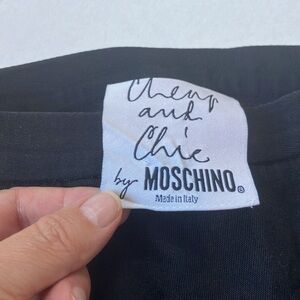 Cheap
and
Chic
by MOSCHINO®
Made in Italy